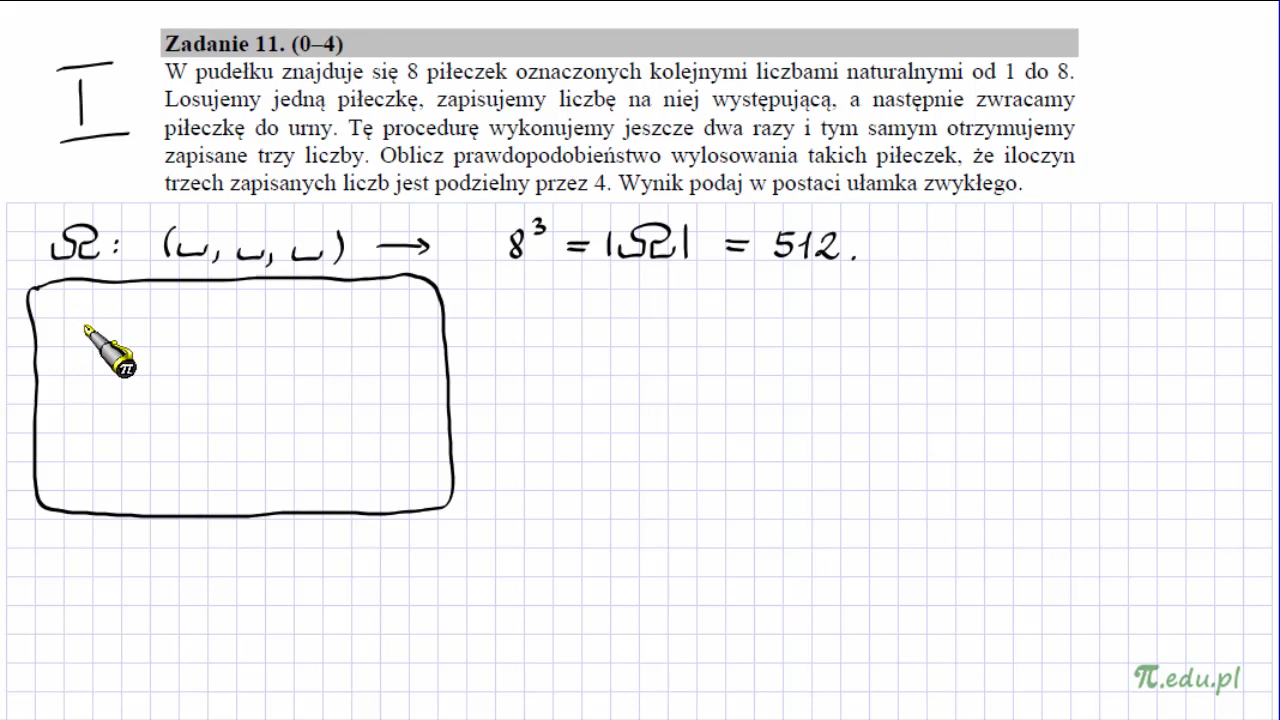 I
Zadanie 11. (0–4)
W pudełku znajduje się 8 piłeczek oznaczonych kolejnymi liczbami naturalnymi od 1 do 8.
Losujemy jedną piłeczkę, zapisujemy liczbę na niej występującą, a następnie zwracamy
piłeczkę do urny. Tę procedurę wykonujemy jeszcze dwa razy i tym samym otrzymujemy
zapisane trzy liczby. Oblicz prawdopodobieństwo wylosowania takich piłeczek, że iloczyn
trzech zapisanych liczb jest podzielny przez 4. Wynik podaj w postaci ułamka zwykłego.
Ω: (␣, ␣, ␣) → 8³ = |Ω| = 512.
π
π.edu.pl